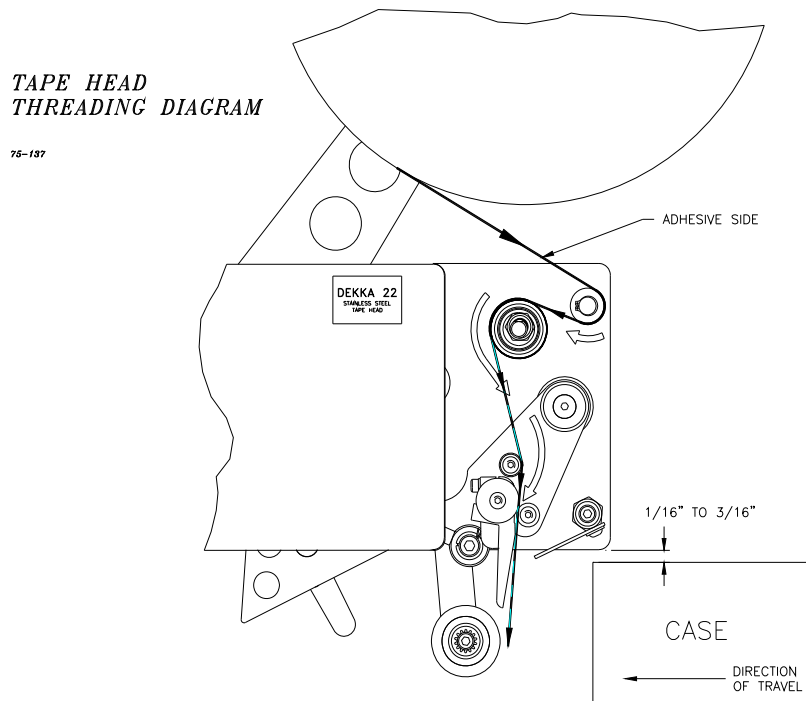 TAPE HEAD
THREADING DIAGRAM
75-137
ADHESIVE SIDE
DEKKA 22
STAINLESS STEEL
TAPE HEAD
1/16" TO 3/16"
CASE
DIRECTION
OF TRAVEL